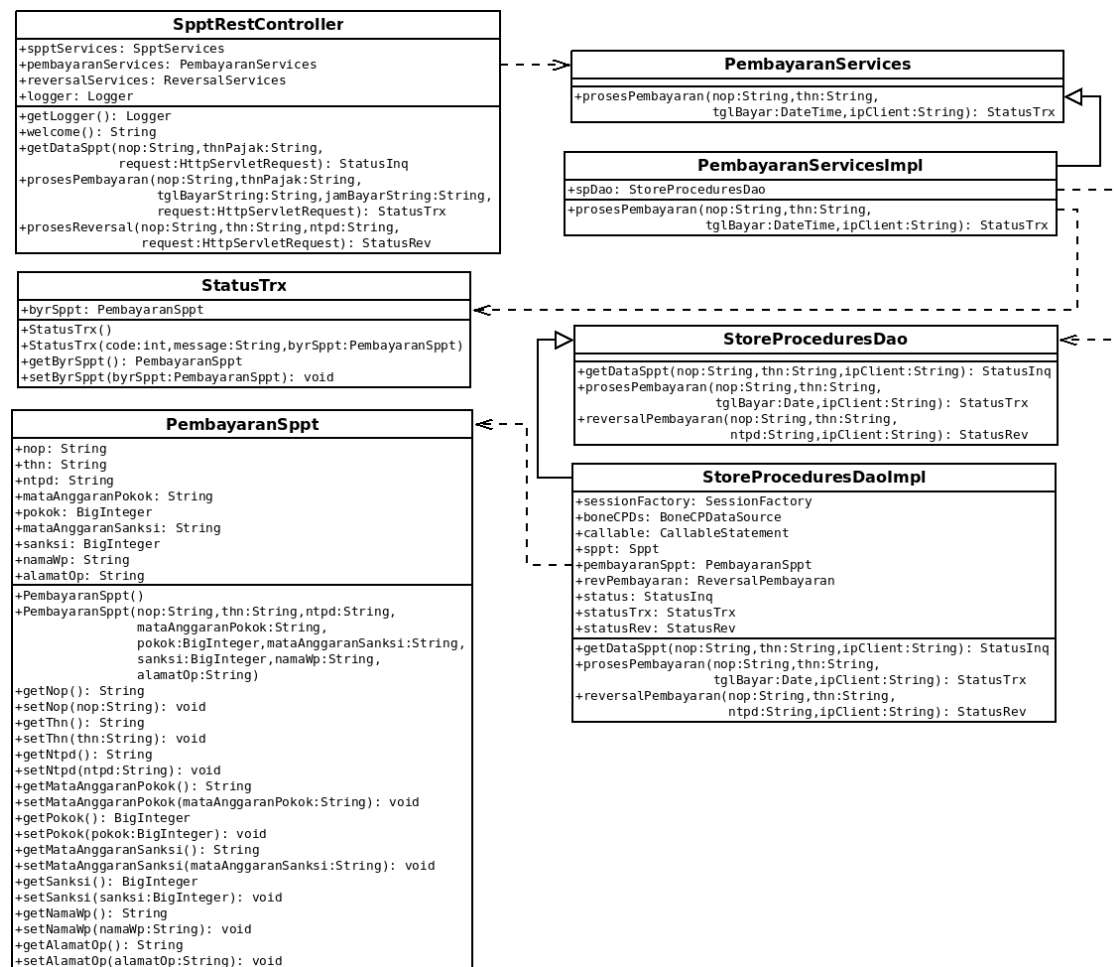 SpptRestController
+spptServices: SpptServices
+pembayaranServices: PembayaranServices
+reversalServices: ReversalServices
+logger: Logger
+getLogger(): Logger
+welcome(): String
+getDataSppt(nop:String,thnPajak:String,
request:HttpServletRequest): StatusInq
+prosesPembayaran(nop:String,thnPajak:String,
tglBayarString:String,jamBayarString:String,
request:HttpServletRequest): StatusTrx
+prosesReversal(nop:String,thn:String,ntpd:String,
request:HttpServletRequest): StatusRev
PembayaranServices
+prosesPembayaran(nop:String,thn:String,
tglBayar:DateTime,ipClient:String): StatusTrx
PembayaranServicesImpl
+spDao: StoreProceduresDao
+prosesPembayaran(nop:String,thn:String,
tglBayar:DateTime,ipClient:String): StatusTrx
StatusTrx
+byrSppt: PembayaranSppt
+StatusTrx()
+StatusTrx(code:int,message:String,byrSppt:PembayaranSppt)
+getByrSppt(): PembayaranSppt
+setByrSppt(byrSppt:PembayaranSppt): void
StoreProceduresDao
+getDataSppt(nop:String,thn:String,ipClient:String): StatusInq
+prosesPembayaran(nop:String,thn:String,
tglBayar:Date,ipClient:String): StatusTrx
+reversalPembayaran(nop:String,thn:String,
ntpd:String,ipClient:String): StatusRev
PembayaranSppt
+nop: String
+thn: String
+ntpd: String
+mataAnggaranPokok: String
+pokok: BigInteger
+mataAnggaranSanksi: String
+sanksi: BigInteger
+namaWp: String
+alamatOp: String
+PembayaranSppt()
+PembayaranSppt(nop:String,thn:String,ntpd:String,
mataAnggaranPokok:String,
pokok:BigInteger,mataAnggaranSanksi:String,
sanksi:BigInteger,namaWp:String,
alamatOp:String)
+getNop(): String
+setNop(nop:String): void
+getThn(): String
+setThn(thn:String): void
+getNtpd(): String
+setNtpd(ntpd:String): void
+getMataAnggaranPokok(): String
+setMataAnggaranPokok(mataAnggaranPokok:String): void
+getPokok(): BigInteger
+setPokok(pokok:BigInteger): void
+getMataAnggaranSanksi(): String
+setMataAnggaranSanksi(mataAnggaranSanksi:String): void
+getSanksi(): BigInteger
+setSanksi(sanksi:BigInteger): void
+getNamaWp(): String
+setNamaWp(namaWp:String): void
+getAlamatOp(): String
+setAlamatOp(alamatOp:String): void
StoreProceduresDaoImpl
+sessionFactory: SessionFactory
+boneCPDs: BoneCPDataSource
+callable: CallableStatement
+sppt: Sppt
+pembayaranSppt: PembayaranSppt
+revPembayaran: ReversalPembayaran
+status: StatusInq
+statusTrx: StatusTrx
+statusRev: StatusRev
+getDataSppt(nop:String,thn:String,ipClient:String): StatusInq
+prosesPembayaran(nop:String,thn:String,
tglBayar:Date,ipClient:String): StatusTrx
+reversalPembayaran(nop:String,thn:String,
ntpd:String,ipClient:String): StatusRev